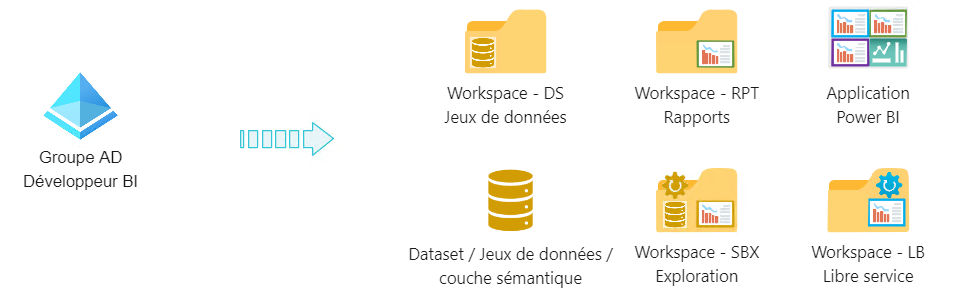 Groupe AD
Développeur BI
Workspace - DS
Jeux de données
Workspace - RPT
Rapports
Application
Power BI
Dataset / Jeux de données /
couche sémantique
Workspace - SBX
Exploration
Workspace - LB
Libre service